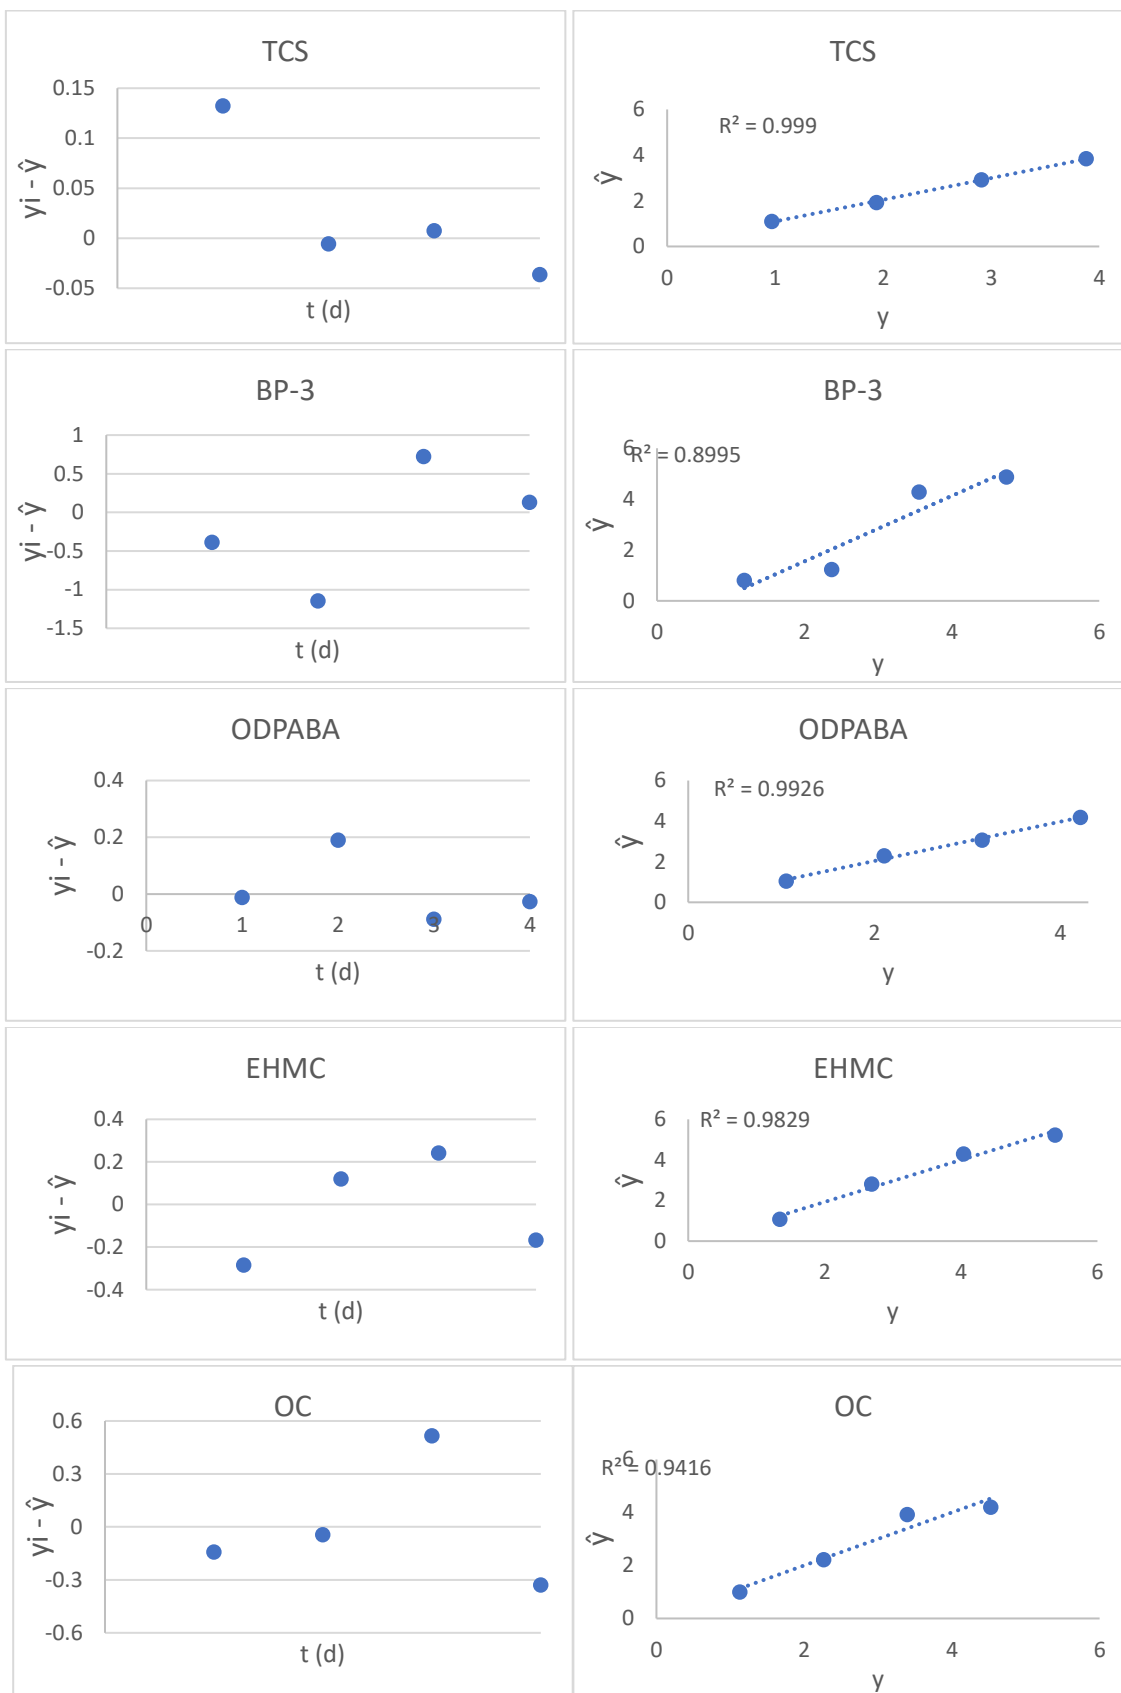 TCS
0.15
0.1
0.05
0
-0.05
yi - ŷ
t (d)
TCS
R² = 0.999
6
4
2
0
ŷ
0 1 2 3 4
y
BP-3
1
0.5
0
-0.5
-1
-1.5
yi - ŷ
t (d)
BP-3
R² = 0.8995
6
4
2
0
ŷ
0 2 4 6
y
ODPABA
0.4
0.2
0
-0.2
yi - ŷ
0 1 2 3 4
t (d)
ODPABA
R² = 0.9926
6
4
2
0
ŷ
0 2 4
y
EHMC
0.4
0.2
0
-0.2
-0.4
yi - ŷ
t (d)
EHMC
R² = 0.9829
6
4
2
0
ŷ
0 2 4 6
y
OC
0.6
0.3
0
-0.3
-0.6
yi - ŷ
t (d)
OC
R² = 0.9416
6
4
2
0
ŷ
0 2 4 6
y